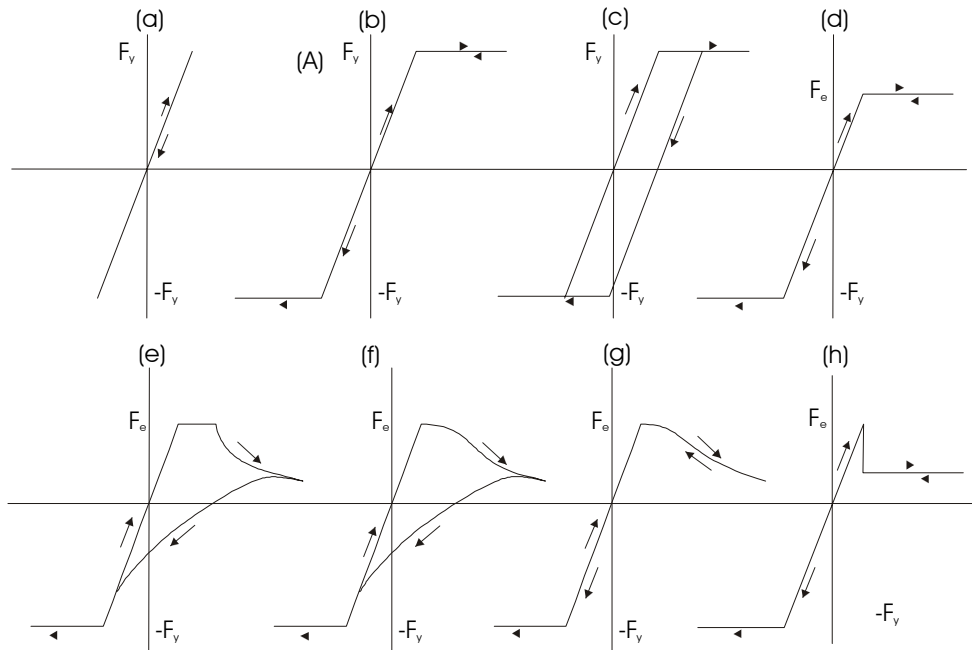 (a) (b) (c) (d)
F_y (A) F_y F_y F_e
-F_y -F_y -F_y -F_y
(e) (f) (g) (h)
F_e F_e F_e F_e
-F_y -F_y -F_y -F_y